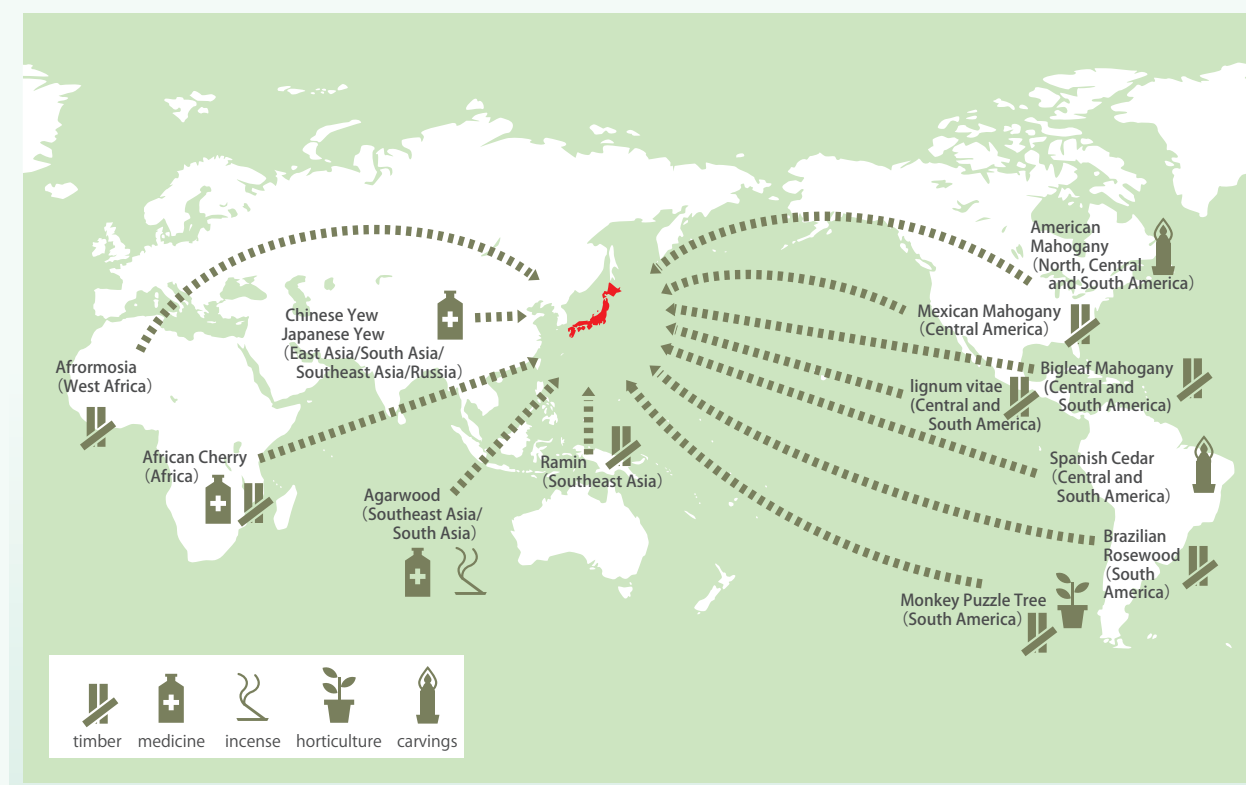 American
Mahogany
(North, Central
and South America)
Mexican Mahogany
(Central America)
Chinese Yew
Japanese Yew
(East Asia/South Asia/
Southeast Asia/Russia)
Afrormosia
(West Africa)
Bigleaf Mahogany
(Central and
South America)
lignum vitae
(Central and
South America)
African Cherry
(Africa)
Ramin
(Southeast Asia)
Spanish Cedar
(Central and
South America)
Agarwood
(Southeast Asia/
South Asia)
Brazilian
Rosewood
(South
America)
Monkey Puzzle Tree
(South America)
timber medicine incense horticulture carvings